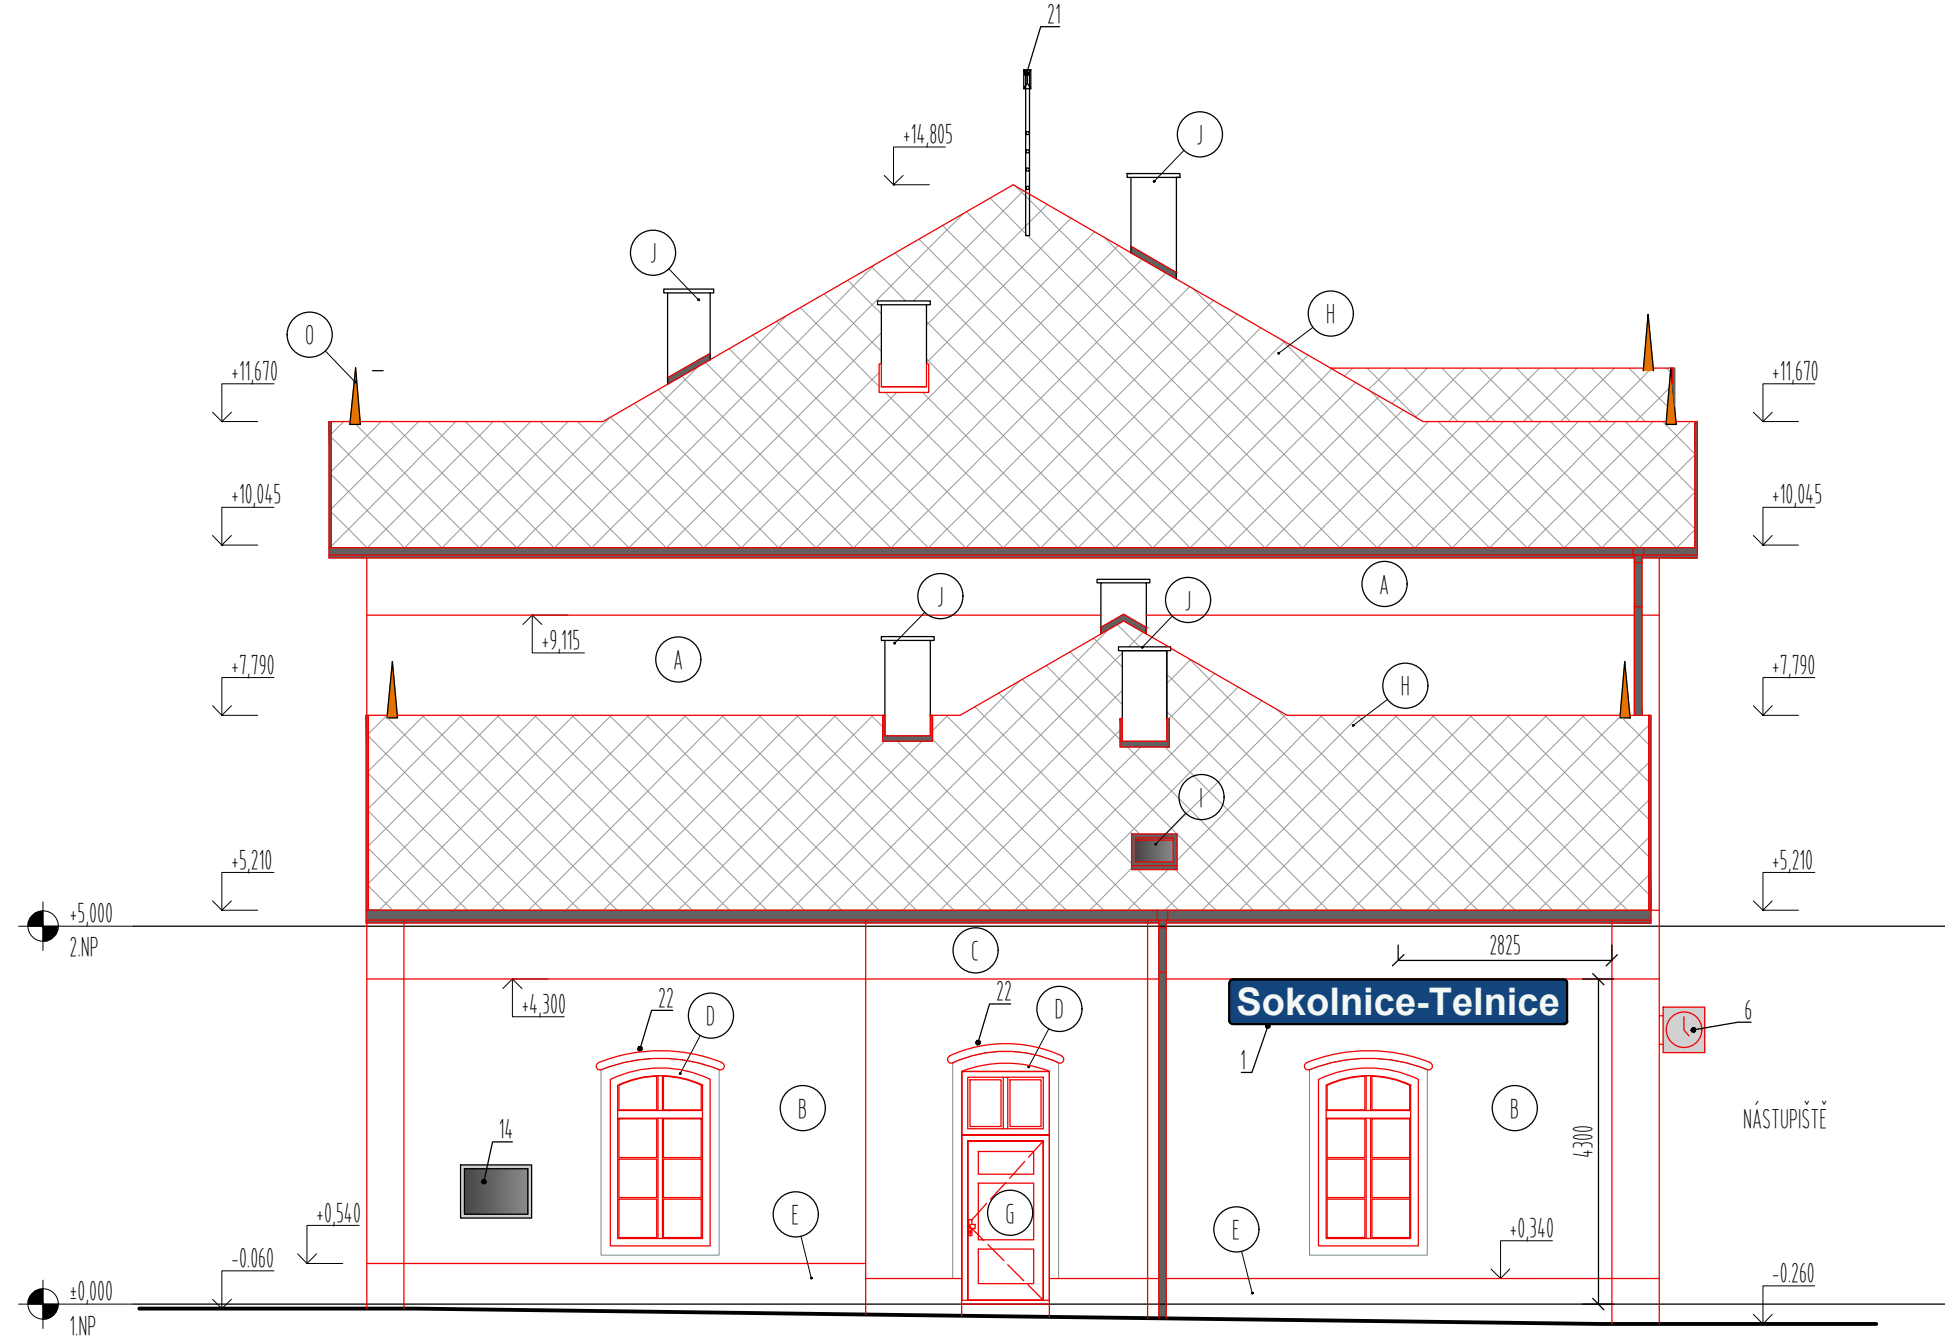 21
+14,805
J
J
O
H
+11,670
+11,670
+10,045
+10,045
A
J
J
+9,115
A
+7,790
H
+7,790
I
+5,210
+5,210
+5,000
2.NP
C
2825
+4,300
22
D
22
D
Sokolnice-Telnice
1
6
B
B
NÁSTUPIŠTĚ
14
4300
+0,540
E
G
E
+0,340
-0.060
-0.260
±0,000
1.NP